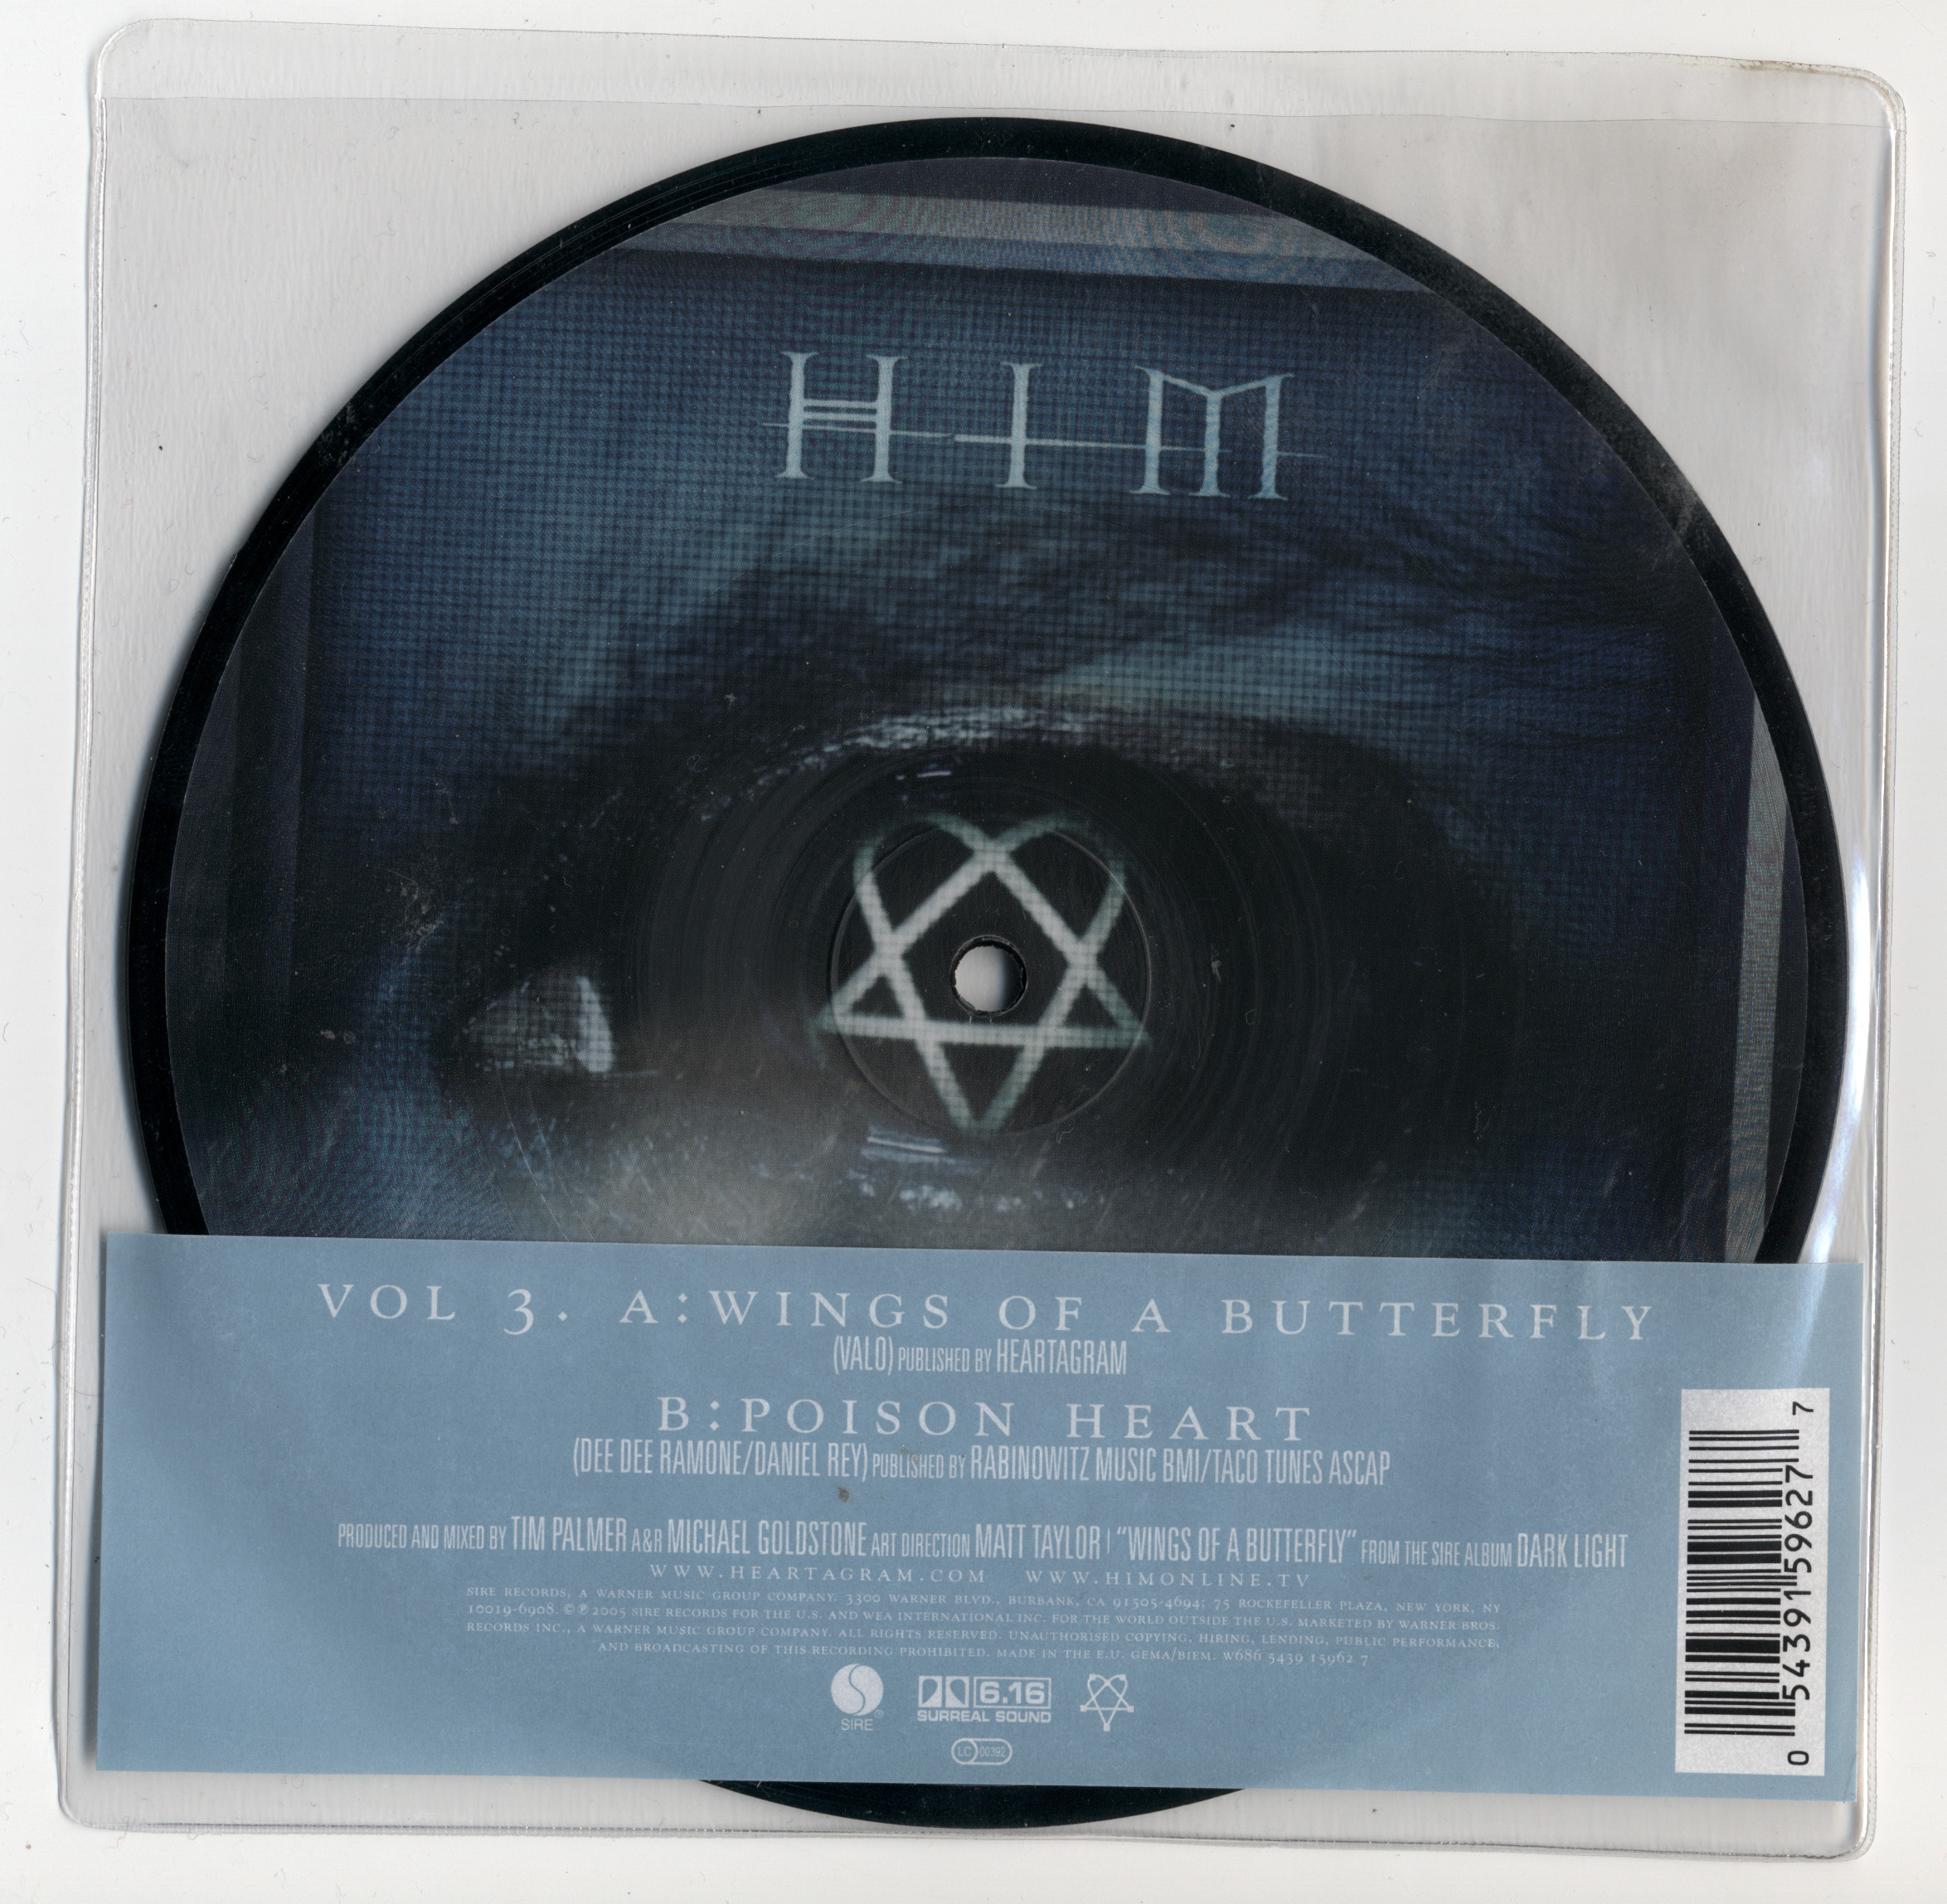 HIM
VOL 3. A:WINGS OF A BUTTERFLY
(VALO) PUBLISHED BY HEARTAGRAM
B:POISON HEART
(DEE DEE RAMONE/DANIEL REY) PUBLISHED BY RABINOWITZ MUSIC BMI/TACO TUNES ASCAP
PRODUCED AND MIXED BY TIM PALMER A&R MICHAEL GOLDSTONE ART DIRECTION MATT TAYLOR | "WINGS OF A BUTTERFLY" FROM THE SIRE ALBUM DARK LIGHT
WWW.HEARTAGRAM.COM WWW.HIMONLINE.TV
SIRE RECORDS, A WARNER MUSIC GROUP COMPANY. 3300 WARNER BLVD., BURBANK, CA 91505-4694; 75 ROCKEFELLER PLAZA, NEW YORK, NY
10019-6908. ©℗2005 SIRE RECORDS FOR THE U.S. AND WEA INTERNATIONAL INC. FOR THE WORLD OUTSIDE THE U.S. MARKETED BY WARNER BROS.
RECORDS INC., A WARNER MUSIC GROUP COMPANY. ALL RIGHTS RESERVED. UNAUTHORISED COPYING, HIRING, LENDING, PUBLIC PERFORMANCE,
AND BROADCASTING OF THIS RECORDING PROHIBITED. MADE IN THE E.U. GEMA/BIEM. W686 5439 15962 7
SIRE®
6.16
SURREAL SOUND
LC 00392
0 54391 59627 7